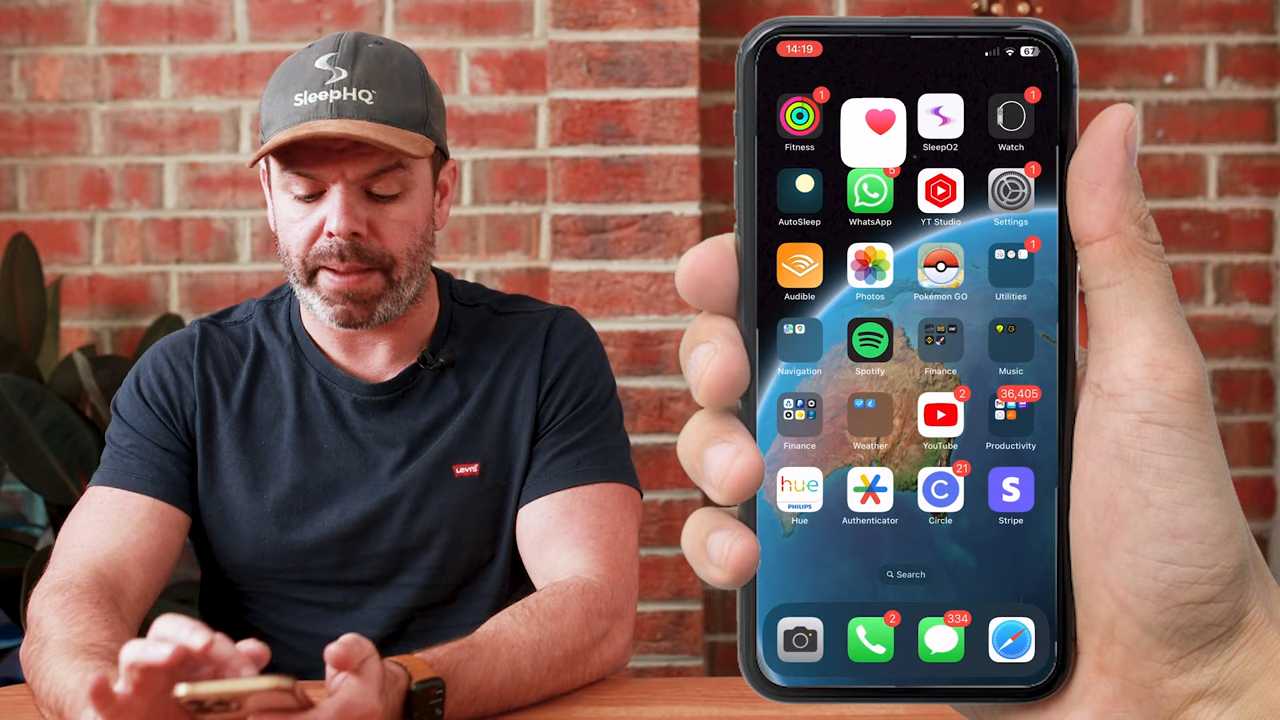 SleepHQ
Levi's
14:19
67
1
1
Fitness
SleepO2
Watch
5
1
AutoSleep
WhatsApp
YT Studio
Settings
1
Audible
Photos
Pokémon GO
Utilities
Navigation
Spotify
Finance
Music
2
36,405
Finance
Weather
YouTube
Productivity
hue
PHILIPS
C
S
21
Hue
Authenticator
Circle
Stripe
Search
2
334